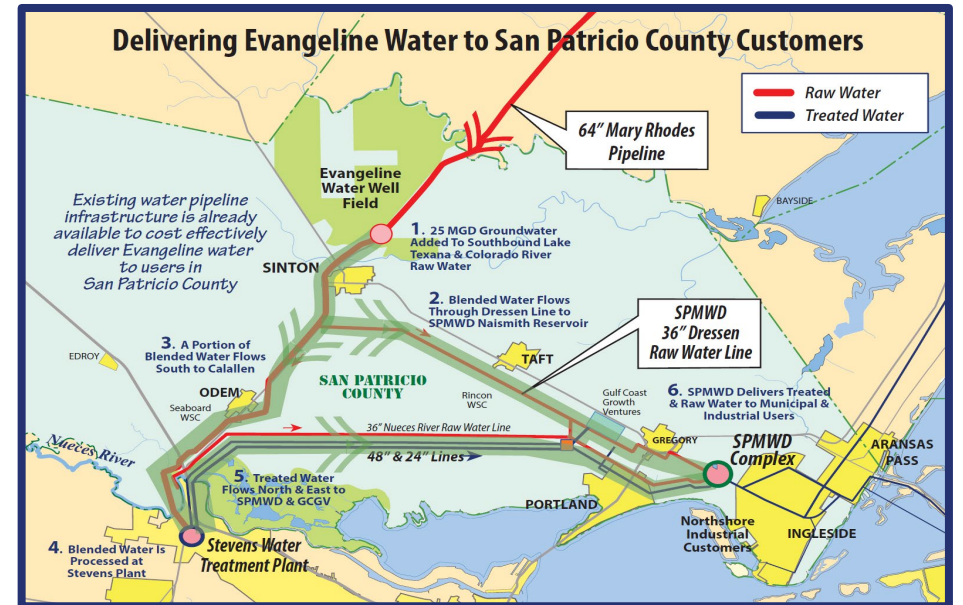 Delivering Evangeline Water to San Patricio County Customers
Raw Water
Treated Water
64” Mary Rhodes
Pipeline
Evangeline
Water Well
Field
Existing water pipeline
infrastructure is already
available to cost effectively
deliver Evangeline water
to users in
San Patricio County
BAYSIDE
1. 25 MGD Groundwater
Added To Southbound Lake
Texana & Colorado River
Raw Water
SINTON
2. Blended Water Flows
Through Dressen Line to
SPMWD Naismith Reservoir
SPMWD
36” Dressen
Raw Water Line
3. A Portion of
Blended Water Flows
South to Calallen
EDROY
TAFT
ODEM
SAN PATRICIO
COUNTY
Seaboard
WSC
Rincon
WSC
Gulf Coast
Growth
Ventures
6. SPMWD Delivers Treated
& Raw Water to Municipal &
Industrial Users
36” Nueces River Raw Water Line
GREGORY
SPMWD
Complex
ARANSAS
PASS
Nueces River
48” & 24” Lines
5. Treated Water
Flows North & East to
SPMWD & GCGV
PORTLAND
Northshore
Industrial
Customers
INGLESIDE
4. Blended Water Is
Processed at
Stevens Plant
Stevens Water
Treatment Plant